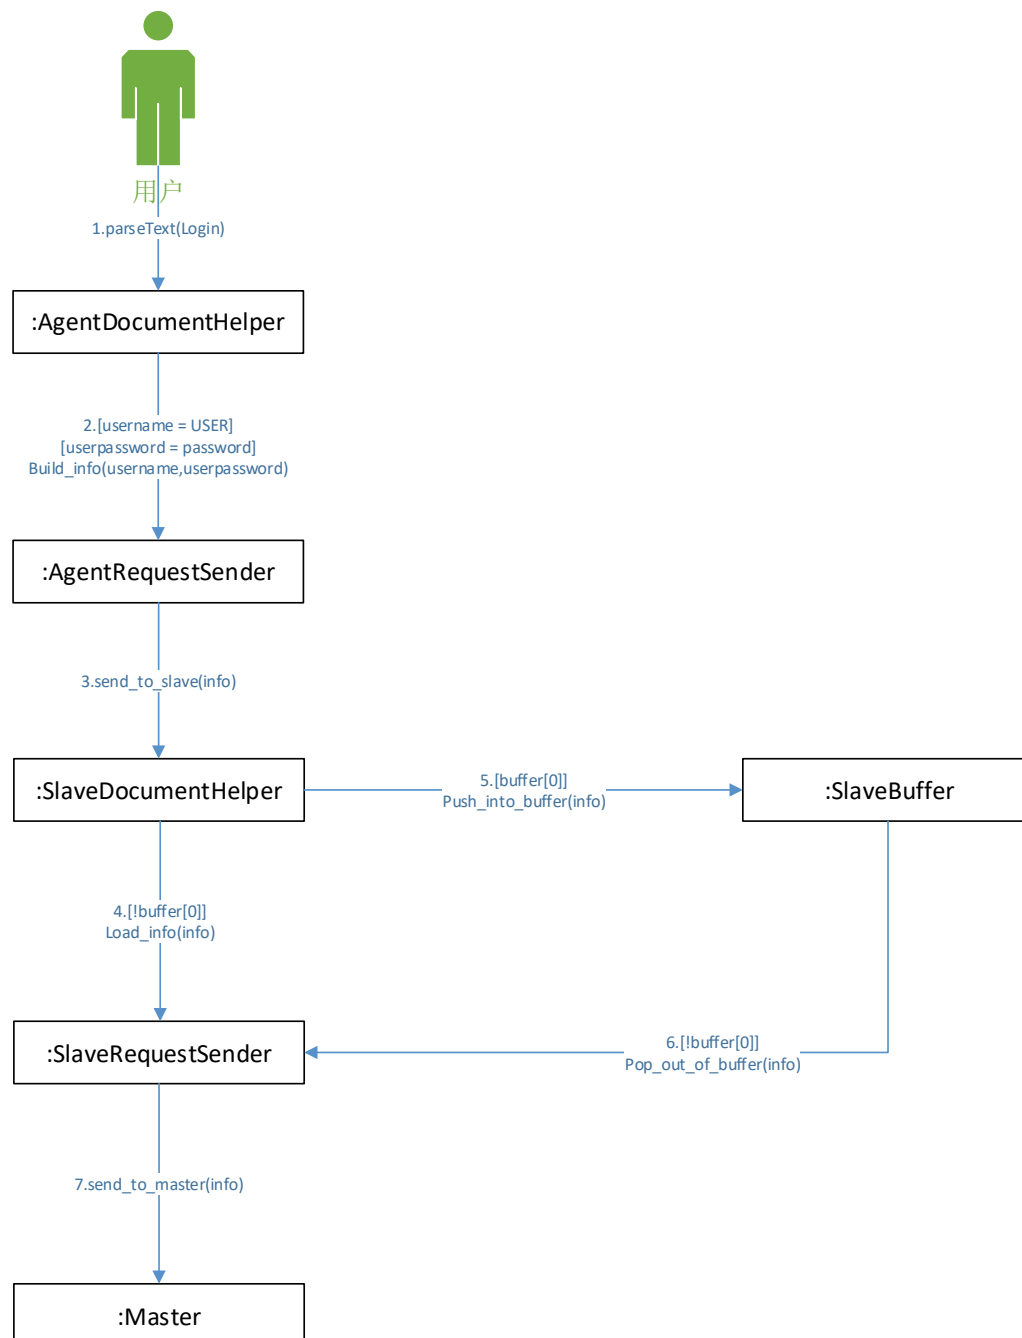 用户
1.parseText(Login)
:AgentDocumentHelper
2.[username = USER]
[userpassword = password]
Build_info(username,userpassword)
:AgentRequestSender
3.send_to_slave(info)
:SlaveDocumentHelper
5.[buffer[0]]
Push_into_buffer(info)
:SlaveBuffer
4.[!buffer[0]]
Load_info(info)
:SlaveRequestSender
6.[!buffer[0]]
Pop_out_of_buffer(info)
7.send_to_master(info)
:Master